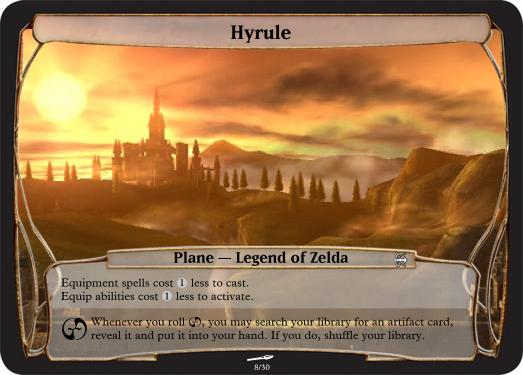 Hyrule
Plane — Legend of Zelda
Equipment spells cost 1 less to cast.
Equip abilities cost 1 less to activate.
Whenever you roll , you may search your library for an artifact card,
reveal it and put it into your hand. If you do, shuffle your library.
8/30